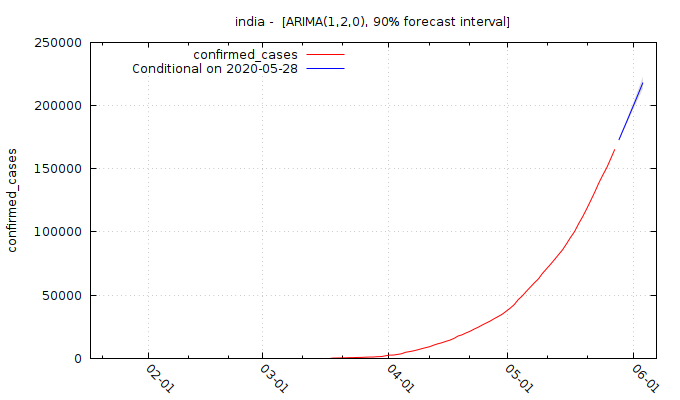 india -  [ARIMA(1,2,0), 90% forecast interval]
confirmed_cases
Conditional on 2020-05-28
250000
200000
150000
100000
50000
0
confirmed_cases
02-01
03-01
04-01
05-01
06-01